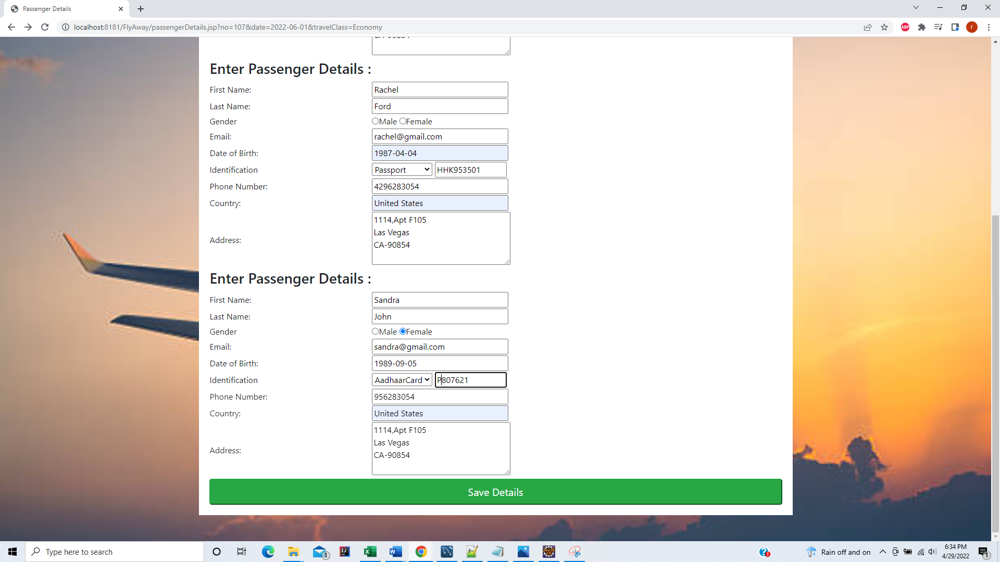 Passenger Details
localhost:8181/FlyAway/passengerDetails.jsp?no=107&date=2022-06-01&travelClass=Economy
ABP
r
CA-90854
Enter Passenger Details :
First Name: Rachel
Last Name: Ford
Gender Male Female
Email: rachel@gmail.com
Date of Birth: 1987-04-04
Identification Passport HHK953501
Phone Number: 4296283054
Country: United States
1114,Apt F105
Las Vegas
Address:
CA-90854
Enter Passenger Details :
First Name: Sandra
Last Name: John
Gender Male Female
Email: sandra@gmail.com
Date of Birth: 1989-09-05
Identification AadhaarCard P807621
Phone Number: 956283054
Country: United States
1114,Apt F105
Las Vegas
Address:
CA-90854
Save Details
Type here to search
1
Rain off and on
6:34 PM
4/29/2022
1